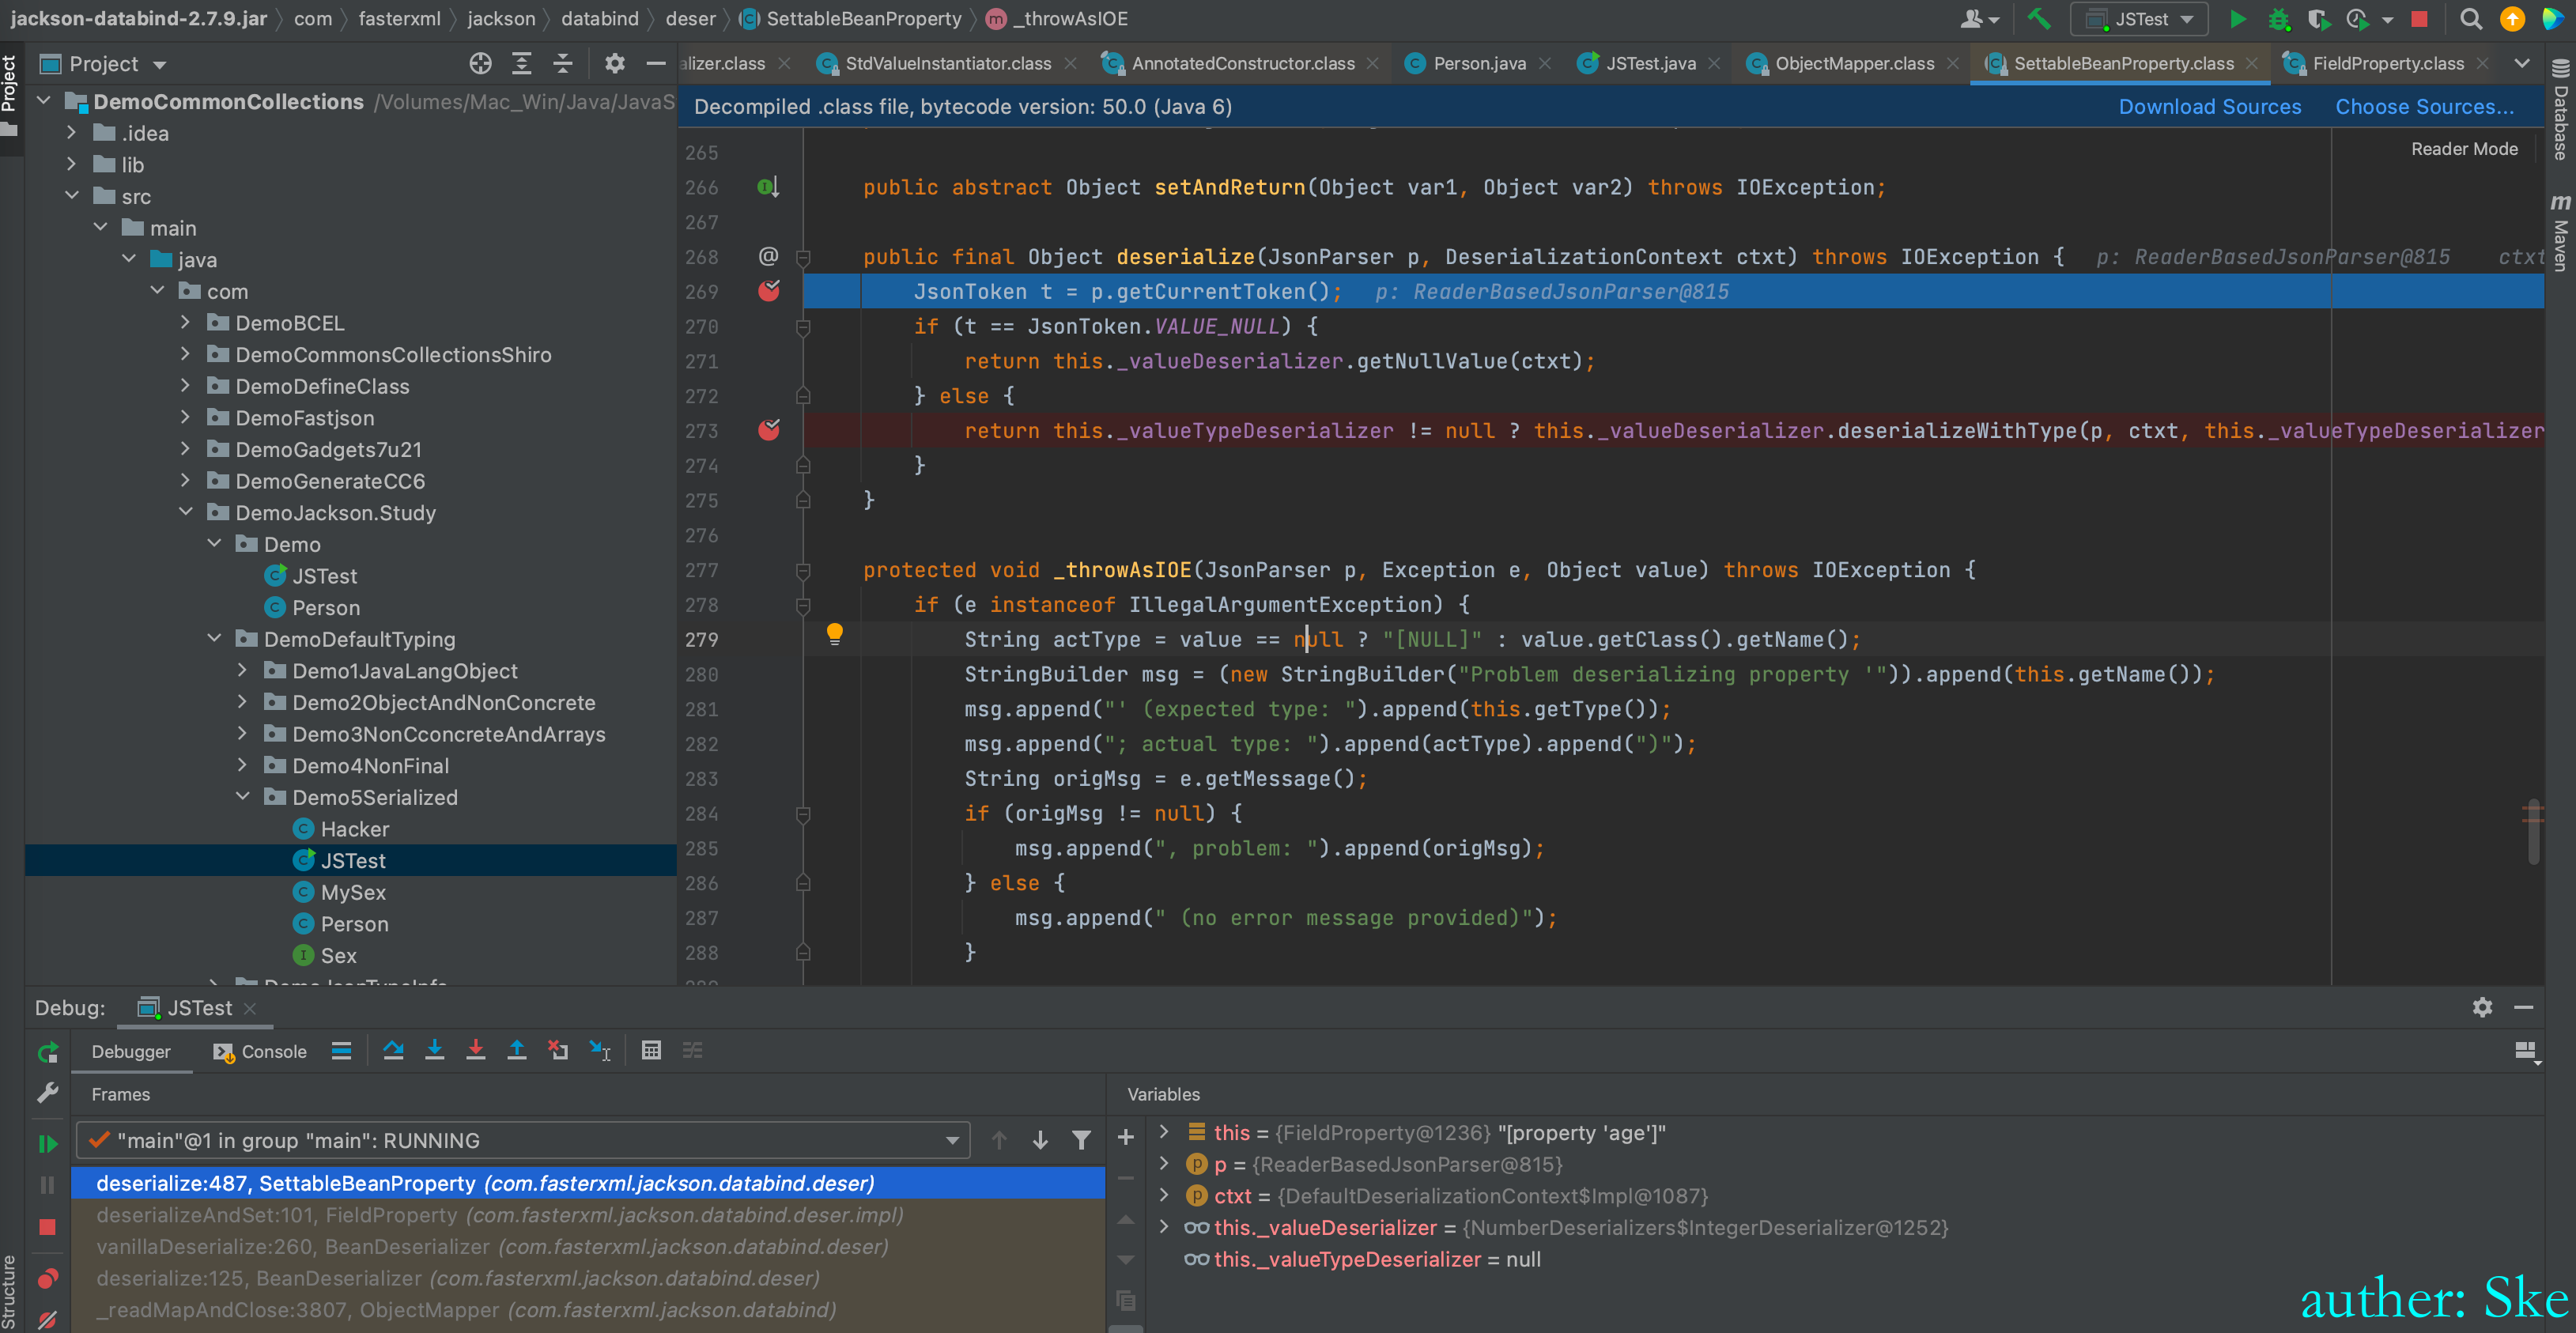 jackson-databind-2.7.9.jar com fasterxml jackson databind deser SettableBeanProperty _throwAsIOE JSTest
Project alizer.class StdValueInstantiator.class AnnotatedConstructor.class Person.java JSTest.java ObjectMapper.class SettableBeanProperty.class FieldProperty.class
Project
Database
Maven
Structure
DemoCommonCollections /Volumes/Mac_Win/Java/JavaS
.idea
lib
src
main
java
com
DemoBCEL
DemoCommonsCollectionsShiro
DemoDefineClass
DemoFastjson
DemoGadgets7u21
DemoGenerateCC6
DemoJackson.Study
Demo
JSTest
Person
DemoDefaultTyping
Demo1JavaLangObject
Demo2ObjectAndNonConcrete
Demo3NonCconcreteAndArrays
Demo4NonFinal
Demo5Serialized
Hacker
JSTest
MySex
Person
Sex
Decompiled .class file, bytecode version: 50.0 (Java 6) Download Sources Choose Sources...
Reader Mode
265
266 public abstract Object setAndReturn(Object var1, Object var2) throws IOException;
267
268 @ public final Object deserialize(JsonParser p, DeserializationContext ctxt) throws IOException { p: ReaderBasedJsonParser@815 ctxt
269 JsonToken t = p.getCurrentToken(); p: ReaderBasedJsonParser@815
270 if (t == JsonToken.VALUE_NULL) {
271 return this._valueDeserializer.getNullValue(ctxt);
272 } else {
273 return this._valueTypeDeserializer != null ? this._valueDeserializer.deserializeWithType(p, ctxt, this._valueTypeDeserializer
274 }
275 }
276
277 protected void _throwAsIOE(JsonParser p, Exception e, Object value) throws IOException {
278 if (e instanceof IllegalArgumentException) {
279 String actType = value == null ? "[NULL]" : value.getClass().getName();
280 StringBuilder msg = (new StringBuilder("Problem deserializing property '")).append(this.getName());
281 msg.append("' (expected type: ").append(this.getType());
282 msg.append("; actual type: ").append(actType).append(")");
283 String origMsg = e.getMessage();
284 if (origMsg != null) {
285 msg.append(", problem: ").append(origMsg);
286 } else {
287 msg.append(" (no error message provided)");
288 }
Debug: JSTest
Debugger Console
Frames
"main"@1 in group "main": RUNNING
deserialize:487, SettableBeanProperty (com.fasterxml.jackson.databind.deser)
deserializeAndSet:101, FieldProperty (com.fasterxml.jackson.databind.deser.impl)
vanillaDeserialize:260, BeanDeserializer (com.fasterxml.jackson.databind.deser)
deserialize:125, BeanDeserializer (com.fasterxml.jackson.databind.deser)
_readMapAndClose:3807, ObjectMapper (com.fasterxml.jackson.databind)
Variables
this = {FieldProperty@1236} "[property 'age']"
p = {ReaderBasedJsonParser@815}
ctxt = {DefaultDeserializationContext$Impl@1087}
this._valueDeserializer = {NumberDeserializers$IntegerDeserializer@1252}
this._valueTypeDeserializer = null
auther: Ske